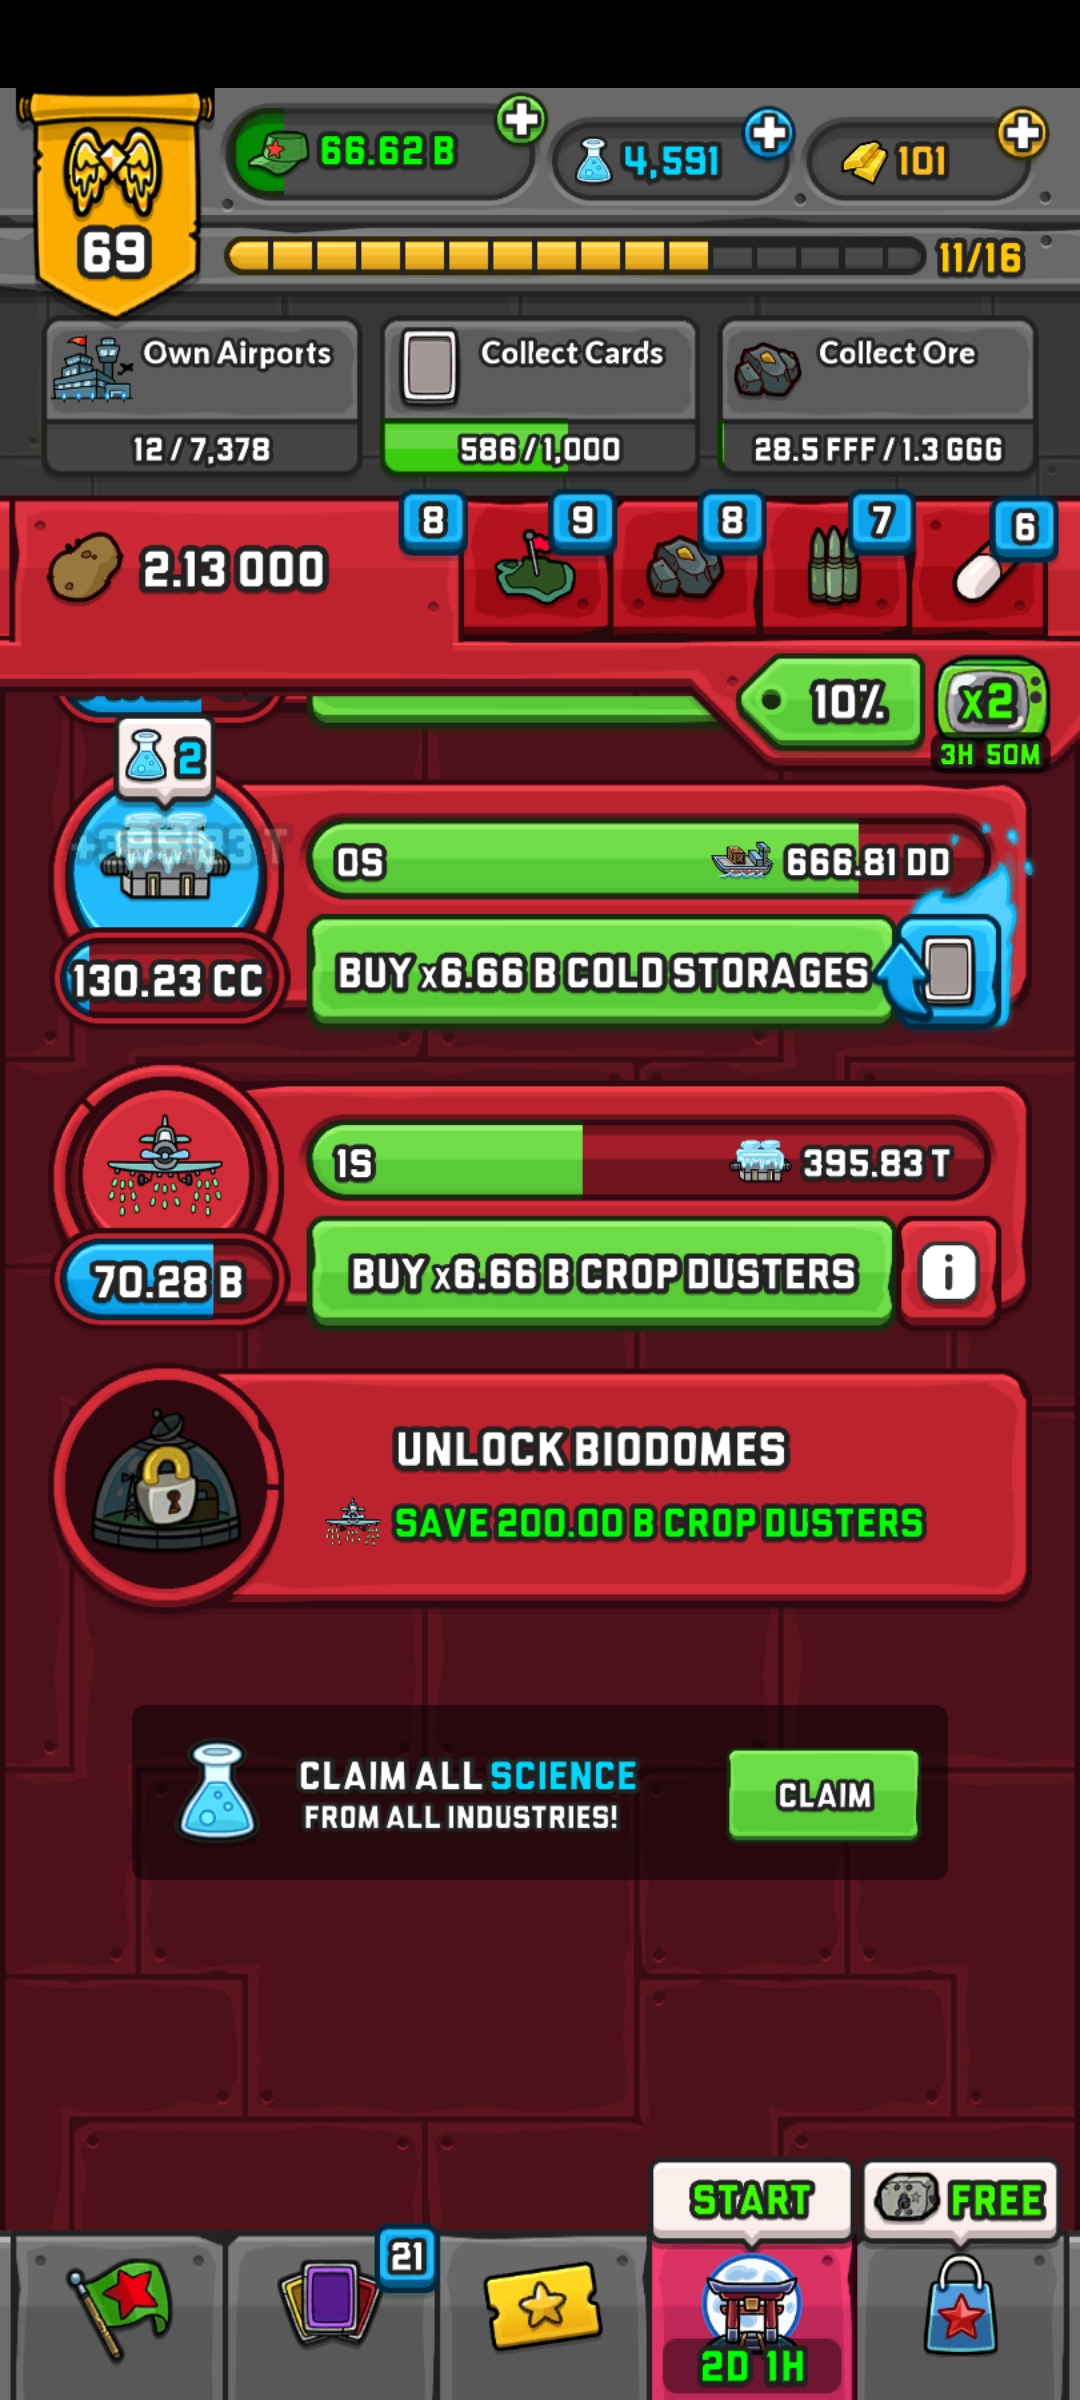 69
66.62 B
4,591
101
11/16
Own Airports
12 / 7,378
Collect Cards
586/1,000
Collect Ore
28.5 FFF / 1.3 GGG
2.13 OOO
8
9
8
7
6
10%
x2
3H 50M
2
0S
666.81 DD
130.23 CC
BUY x6.66 B COLD STORAGES
1S
395.83 T
70.28 B
BUY x6.66 B CROP DUSTERS
i
UNLOCK BIODOMES
SAVE 200.00 B CROP DUSTERS
CLAIM ALL SCIENCE
FROM ALL INDUSTRIES!
CLAIM
START
FREE
21
2D 1H